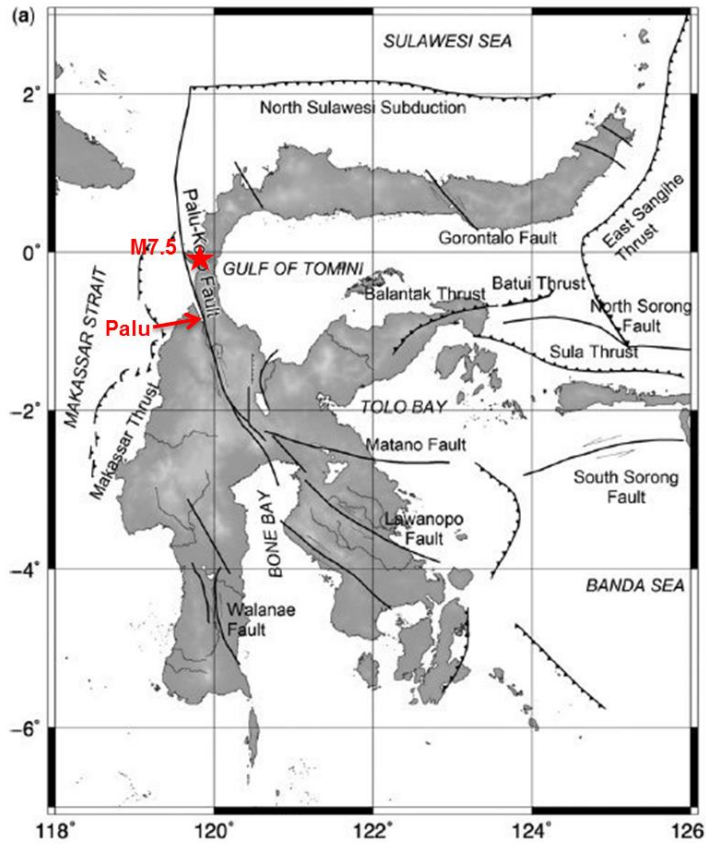 (a)
SULAWESI SEA
2°
North Sulawesi Subduction
Palu-Ko Fault
East Sangihe
Thrust
M7.5
0°
Gorontalo Fault
GULF OF TOMINI
Batui Thrust
Balantak Thrust
North Sorong
Fault
MAKASSAR STRAIT
Palu
Sula Thrust
−2°
TOLO BAY
Makassar Thrust
Matano Fault
South Sorong
Fault
BONE BAY
Lawanopo
Fault
−4°
BANDA SEA
Walanae
Fault
−6°
118°
120°
122°
124°
126°